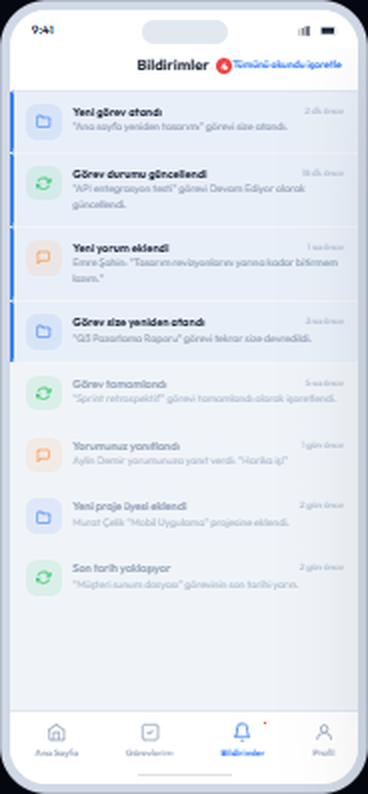 9:41
Bildirimler 4 Tümünü okundu işaretle
Yeni görev atandı 2 dk önce
"Ana sayfa yeniden tasarımı" görevi size atandı.
Görev durumu güncellendi 18 dk önce
"API entegrasyon testi" görevi Devam Ediyor olarak
güncellendi.
Yeni yorum eklendi 1 sa önce
Emre Şahin: "Tasarım revizyonlarını yarına kadar bitirmem
lazım."
Görev size yeniden atandı 3 sa önce
"Q3 Pazarlama Raporu" görevi tekrar size devredildi.
Görev tamamlandı 5 sa önce
"Sprint retrospektif" görevi tamamlandı olarak işaretlendi.
Yorumunuz yanıtlandı 1 gün önce
Aylin Demir yorumunuza yanıt verdi: "Harika iş!"
Yeni proje üyesi eklendi 2 gün önce
Murat Çelik "Mobil Uygulama" projesine eklendi.
Son tarih yaklaşıyor 2 gün önce
"Müşteri sunum dosyası" görevinin son tarihi yarın.
Ana Sayfa Görevlerim Bildirimler Profil